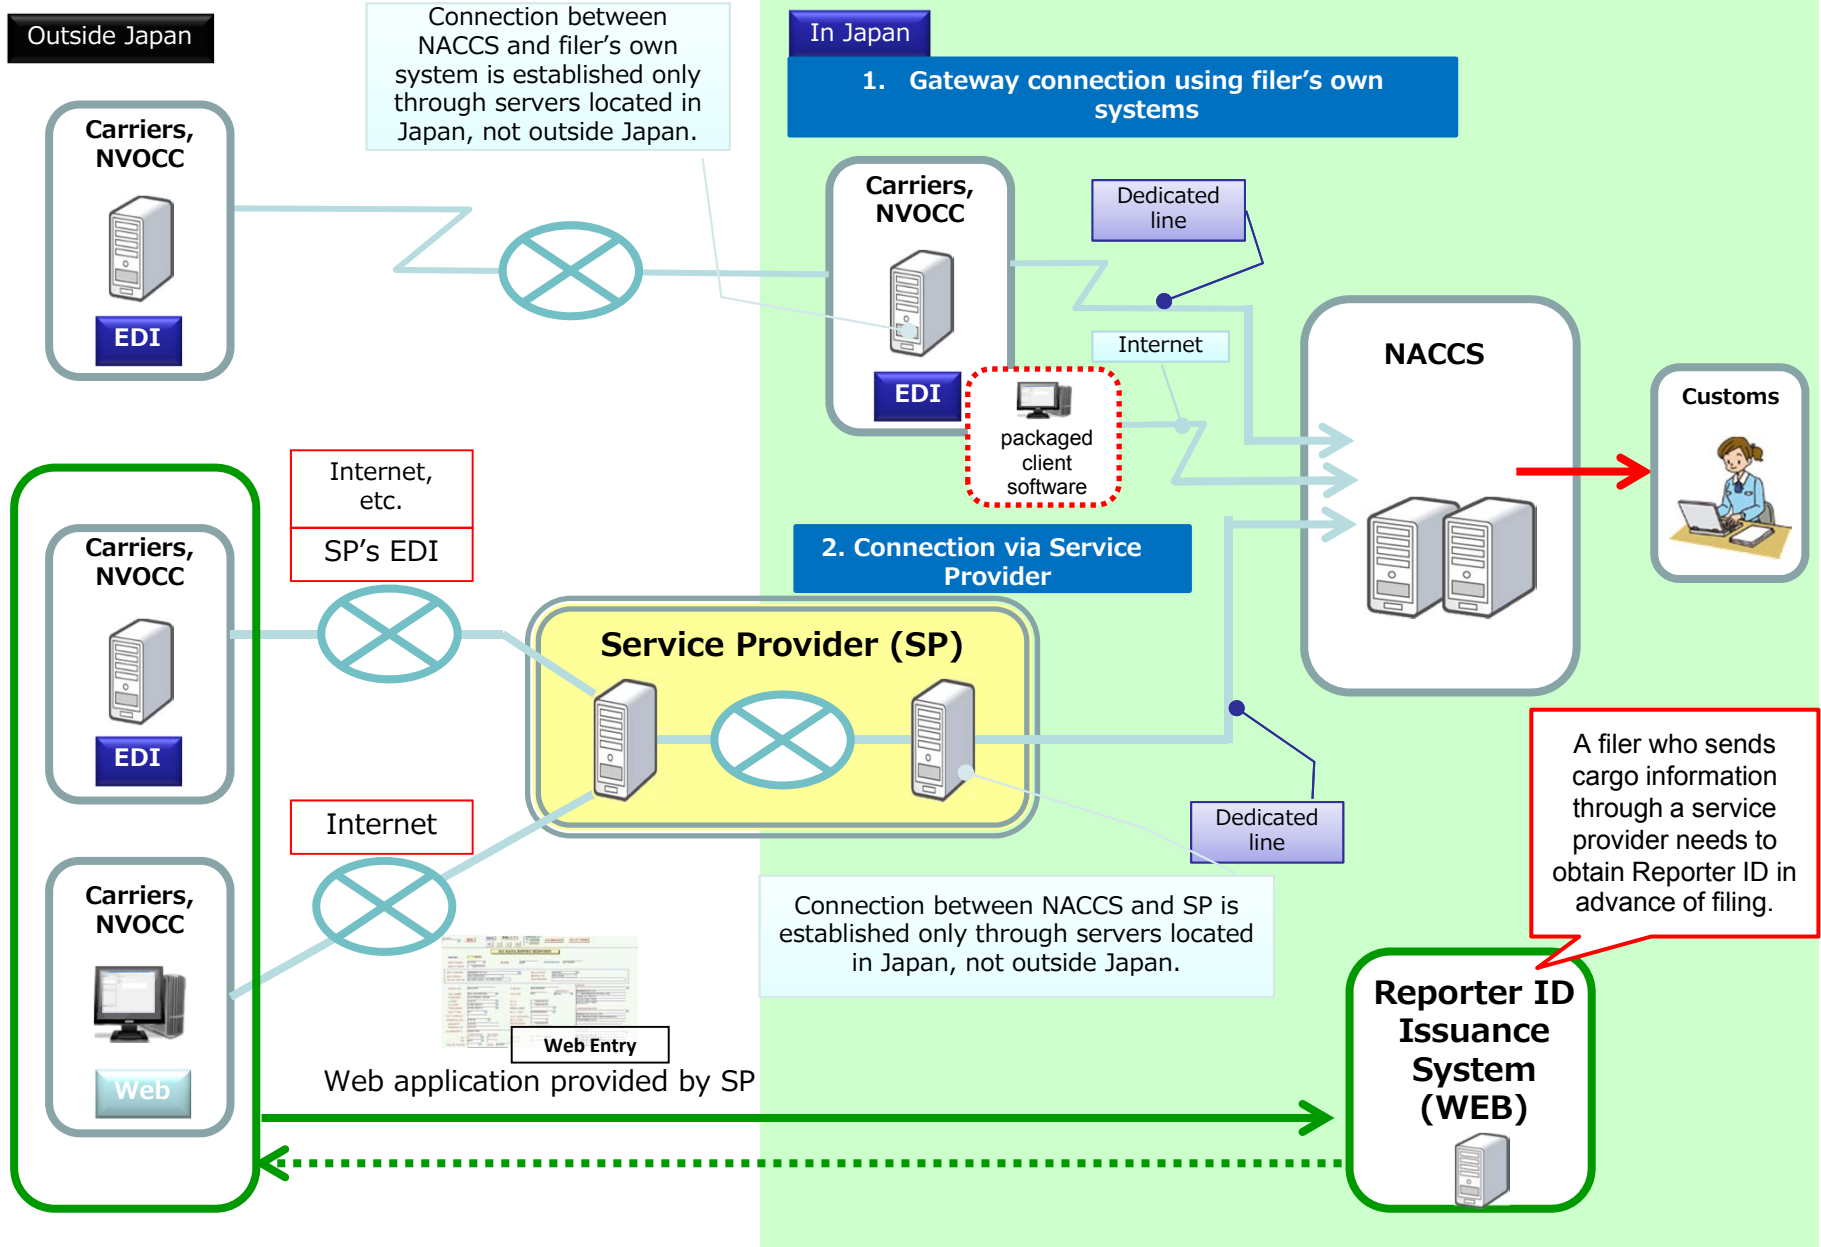 Outside Japan
Connection between
NACCS and filer's own
system is established only
through servers located in
Japan, not outside Japan.
In Japan
1. Gateway connection using filer's own
systems
Carriers,
NVOCC
EDI
Carriers,
NVOCC
EDI
Dedicated
line
Internet
packaged
client
software
NACCS
Customs
Internet,
etc.
SP's EDI
2. Connection via Service
Provider
Carriers,
NVOCC
EDI
Service Provider (SP)
Internet
Dedicated
line
A filer who sends
cargo information
through a service
provider needs to
obtain Reporter ID in
advance of filing.
Carriers,
NVOCC
Web
Connection between NACCS and SP is
established only through servers located
in Japan, not outside Japan.
Web Entry
Web application provided by SP
Reporter ID
Issuance
System
(WEB)